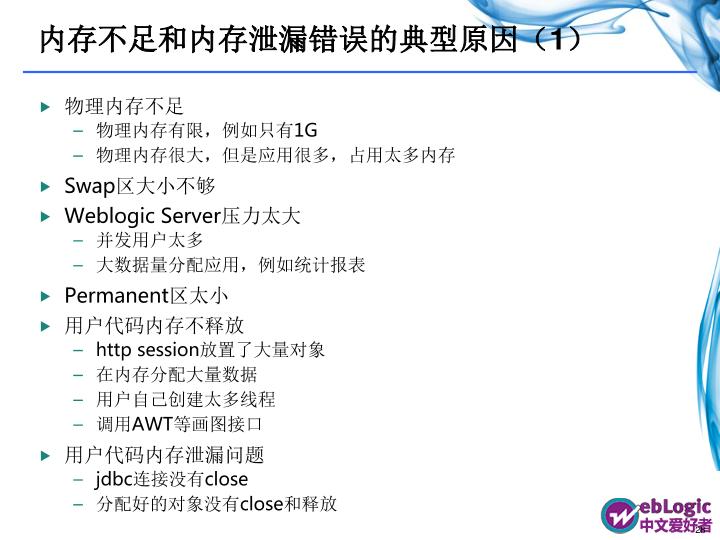 内存不足和内存泄漏错误的典型原因（1）
物理内存不足
– 物理内存有限，例如只有1G
– 物理内存很大，但是应用很多，占用太多内存
Swap区大小不够
Weblogic Server压力太大
– 并发用户太多
– 大数据量分配应用，例如统计报表
Permanent区太小
用户代码内存不释放
– http session放置了大量对象
– 在内存分配大量数据
– 用户自己创建太多线程
– 调用AWT等画图接口
用户代码内存泄漏问题
– jdbc连接没有close
– 分配好的对象没有close和释放
WebLogic
中文爱好者